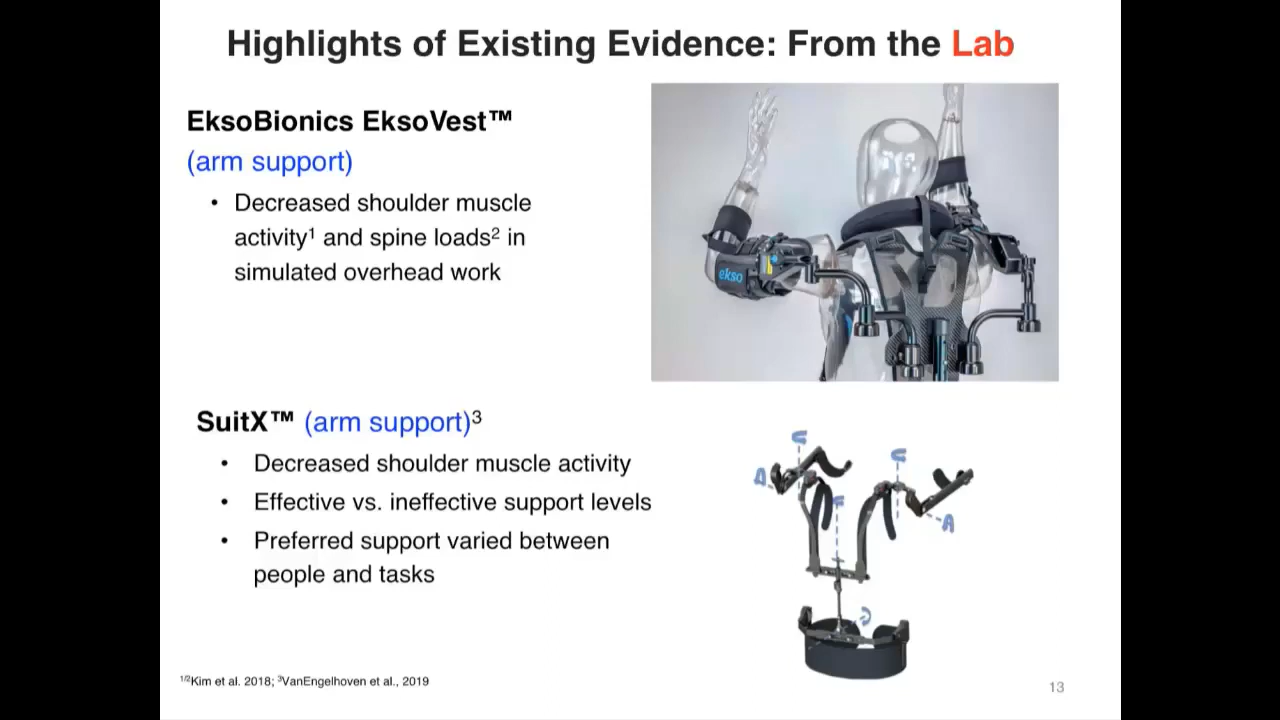 Highlights of Existing Evidence: From the Lab
EksoBionics EksoVest™
(arm support)
• Decreased shoulder muscle
activity¹ and spine loads² in
simulated overhead work
ekso
SuitX™ (arm support)³
• Decreased shoulder muscle activity
• Effective vs. ineffective support levels
• Preferred support varied between
people and tasks
¹/²Kim et al. 2018; ³VanEngelhoven et al., 2019
13